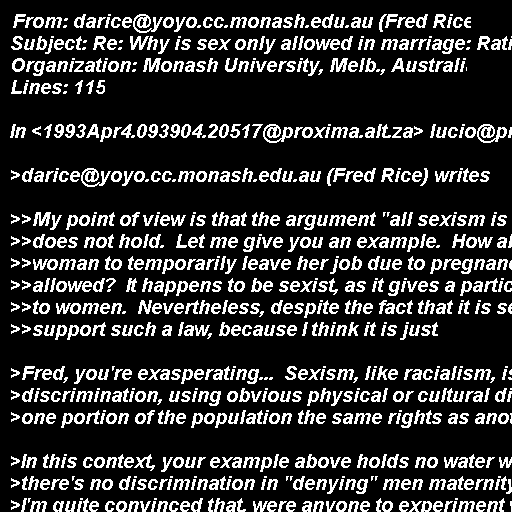 From: darice@yoyo.cc.monash.edu.au (Fred Rice
Subject: Re: Why is sex only allowed in marriage: Rati
Organization: Monash University, Melb., Australi
Lines: 115
In <1993Apr4.093904.20517@proxima.alt.za> lucio@pr
>darice@yoyo.cc.monash.edu.au (Fred Rice) writes
>>My point of view is that the argument "all sexism is
>>does not hold.  Let me give you an example.  How a
>>woman to temporarily leave her job due to pregnan
>>allowed?  It happens to be sexist, as it gives a partic
>>to women.  Nevertheless, despite the fact that it is se
>>support such a law, because I think it is just
>Fred, you're exasperating...  Sexism, like racialism, is
>discrimination, using obvious physical or cultural di
>one portion of the population the same rights as ano
>In this context, your example above holds no water w
>there's no discrimination in "denying" men maternity
>I'm quite convinced that, were anyone to experiment